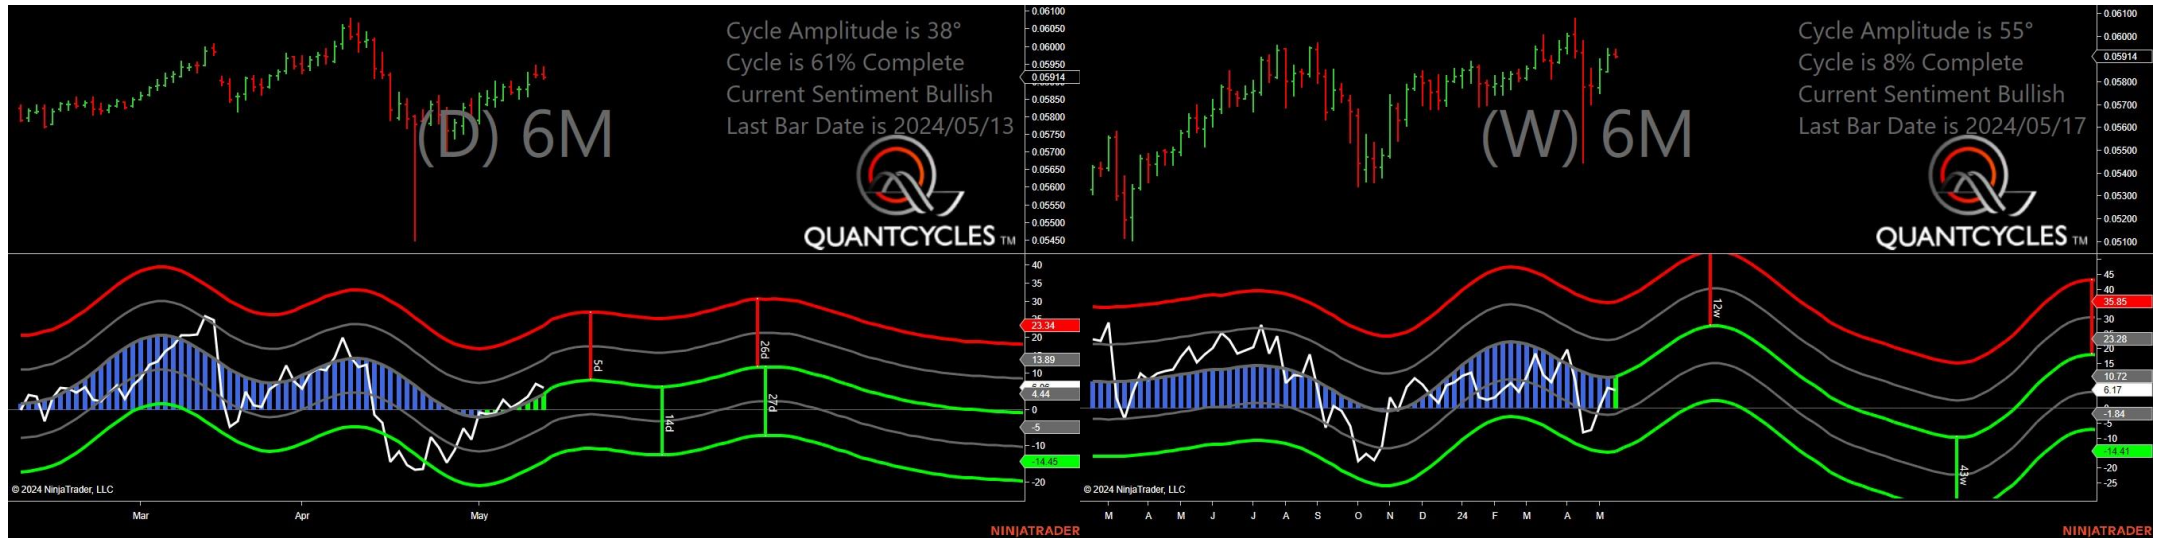 Cycle Amplitude is 38°
Cycle is 61% Complete
Current Sentiment Bullish
Last Bar Date is 2024/05/13
(D) 6M
QUANTCYCLES TM
0.06100
0.06050
0.06000
0.05950
0.05914
0.05850
0.05800
0.05750
0.05700
0.05650
0.05600
0.05550
0.05500
0.05450
40
35
30
23.34
20
13.89
10
4.44
0
-5
-10
-14.45
-20
5d
14d
26d
27d
© 2024 NinjaTrader, LLC
Mar
Apr
May
NINJATRADER
Cycle Amplitude is 55°
Cycle is 8% Complete
Current Sentiment Bullish
Last Bar Date is 2024/05/17
(W) 6M
QUANTCYCLES TM
0.06100
0.06000
0.05914
0.05800
0.05700
0.05600
0.05500
0.05400
0.05300
0.05200
0.05100
45
40
35.85
30
23.28
20
15
10.72
6.17
-1.84
-5
-10
-14.41
-20
-25
12w
43w
© 2024 NinjaTrader, LLC
M A M J J A S O N D 24 F M A M
NINJATRADER